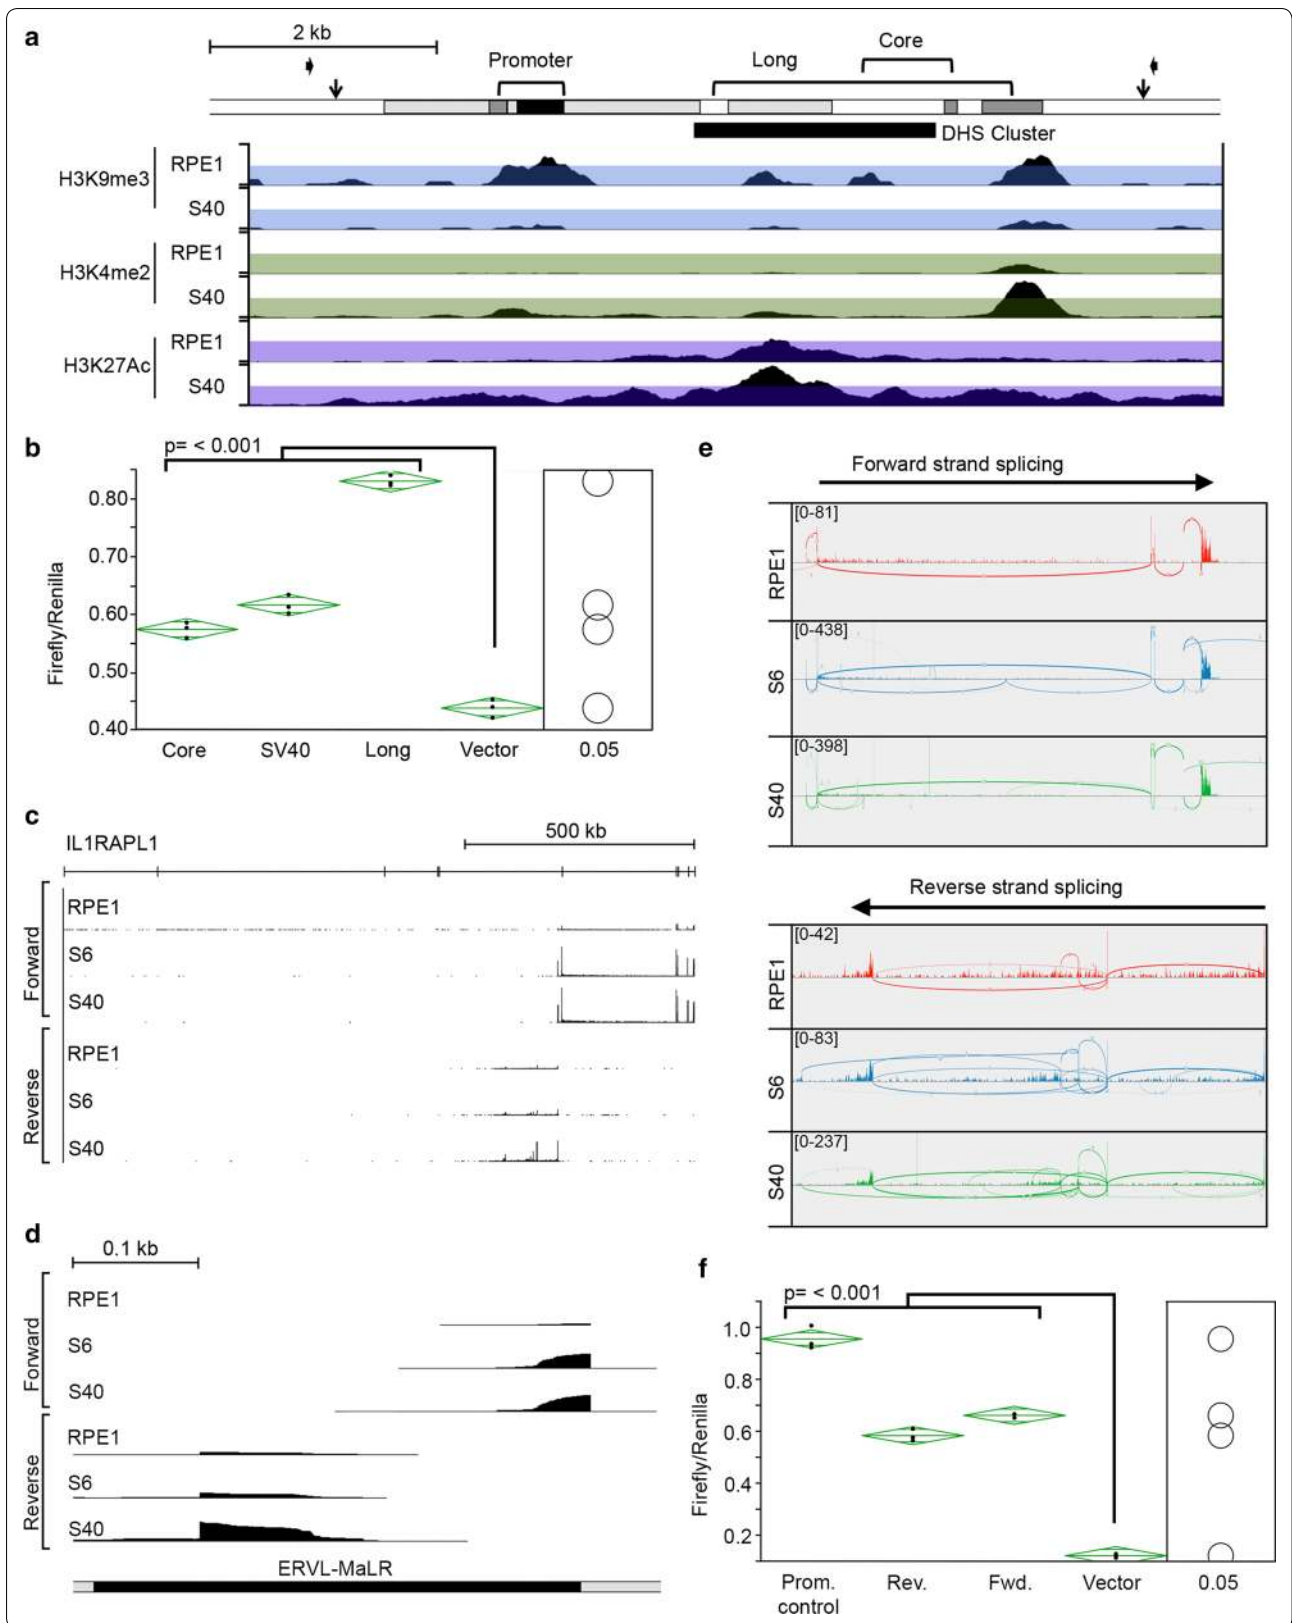 a
2 kb
Promoter
Long
Core
DHS Cluster
H3K9me3
RPE1
S40
H3K4me2
RPE1
S40
H3K27Ac
RPE1
S40
b
p= < 0.001
Firefly/Renilla
0.80
0.70
0.60
0.50
0.40
Core
SV40
Long
Vector
0.05
c
IL1RAPL1
500 kb
Forward
RPE1
S6
S40
Reverse
RPE1
S6
S40
d
0.1 kb
Forward
RPE1
S6
S40
Reverse
RPE1
S6
S40
ERVL-MaLR
e
Forward strand splicing
RPE1
[0-81]
S6
[0-438]
S40
[0-398]
Reverse strand splicing
RPE1
[0-42]
S6
[0-83]
S40
[0-237]
f
p= < 0.001
Firefly/Renilla
1.0
0.8
0.6
0.4
0.2
Prom.
control
Rev.
Fwd.
Vector
0.05